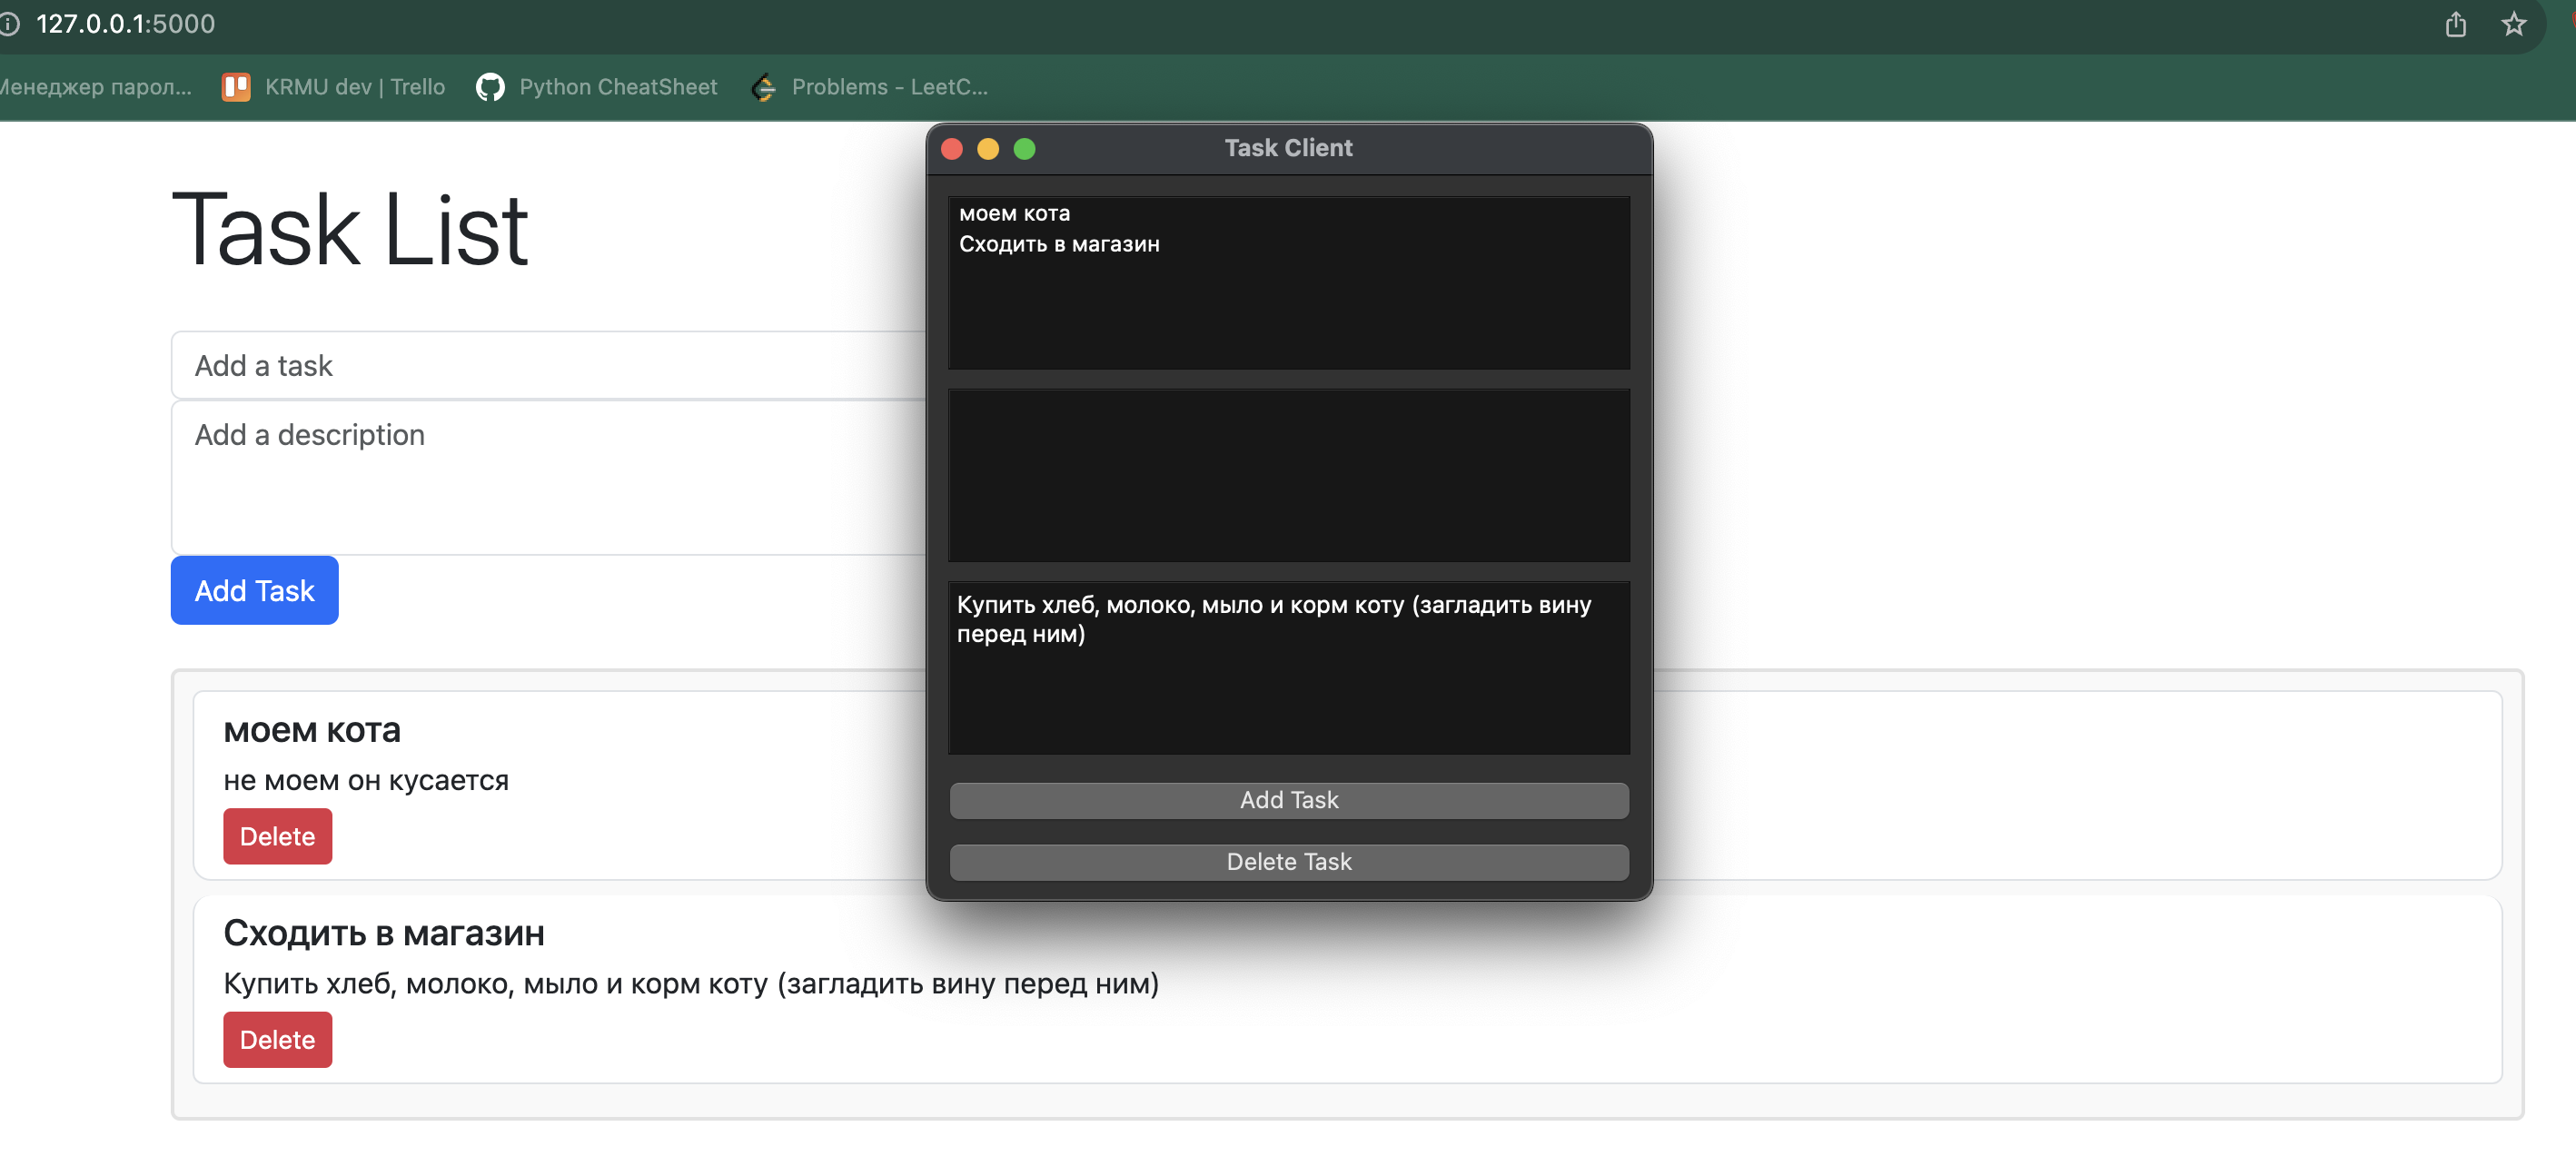 127.0.0.1:5000
Менеджер парол...
KRMU dev | Trello
Python CheatSheet
Problems - LeetC...
Task List
Add a task
Add a description
Add Task
моем кота
не моем он кусается
Delete
Сходить в магазин
Купить хлеб, молоко, мыло и корм коту (загладить вину перед ним)
Delete
Task Client
моем кота
Сходить в магазин
Купить хлеб, молоко, мыло и корм коту (загладить вину
перед ним)
Add Task
Delete Task